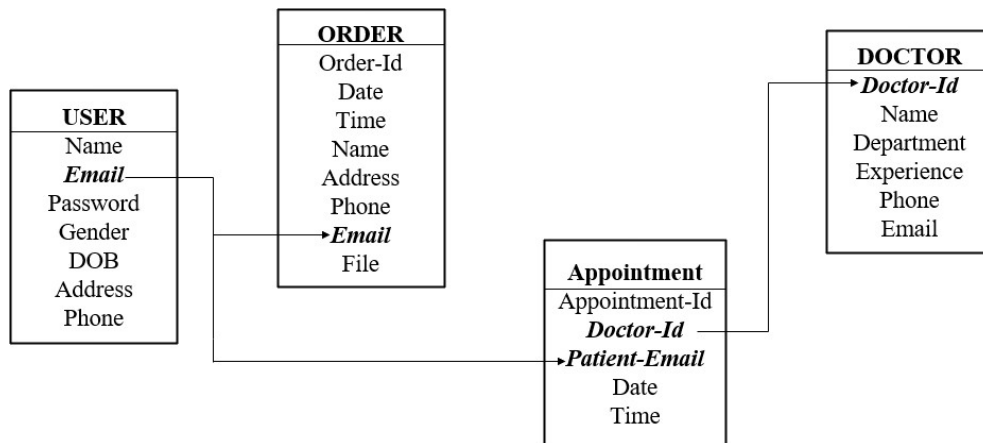 USER
Name
Email
Password
Gender
DOB
Address
Phone
ORDER
Order-Id
Date
Time
Name
Address
Phone
Email
File
Appointment
Appointment-Id
Doctor-Id
Patient-Email
Date
Time
DOCTOR
Doctor-Id
Name
Department
Experience
Phone
Email